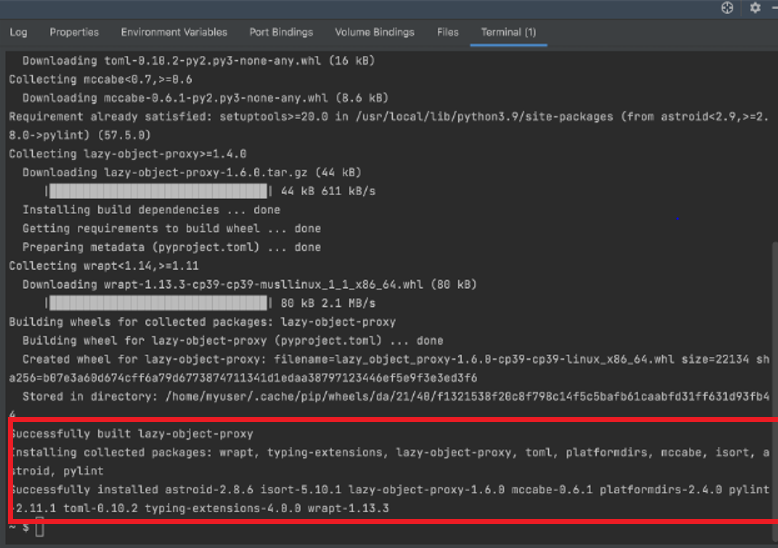 Log Properties Environment Variables Port Bindings Volume Bindings Files Terminal (1)
Downloading toml-0.10.2-py2.py3-none-any.whl (16 kB)
Collecting mccabe<0.7,>=0.6
Downloading mccabe-0.6.1-py2.py3-none-any.whl (8.6 kB)
Requirement already satisfied: setuptools>=20.0 in /usr/local/lib/python3.9/site-packages (from astroid<2.9,>=2.
8.0->pylint) (57.5.0)
Collecting lazy-object-proxy>=1.4.0
Downloading lazy-object-proxy-1.6.0.tar.gz (44 kB)
|████████████████████████████████| 44 kB 611 kB/s
Installing build dependencies ... done
Getting requirements to build wheel ... done
Preparing metadata (pyproject.toml) ... done
Collecting wrapt<1.14,>=1.11
Downloading wrapt-1.13.3-cp39-cp39-musllinux_1_1_x86_64.whl (80 kB)
|████████████████████████████████| 80 kB 2.1 MB/s
Building wheels for collected packages: lazy-object-proxy
Building wheel for lazy-object-proxy (pyproject.toml) ... done
Created wheel for lazy-object-proxy: filename=lazy_object_proxy-1.6.0-cp39-cp39-linux_x86_64.whl size=22134 sh
a256=b07e3a60d674cff6a79d6773874711341d1edaa38797123446ef5e9f3e3ed3f6
Stored in directory: /home/myuser/.cache/pip/wheels/da/21/40/f1321538f20c8f798c14f5c5bafb61caabfd31ff631d93fb4
4
Successfully built lazy-object-proxy
Installing collected packages: wrapt, typing-extensions, lazy-object-proxy, toml, platformdirs, mccabe, isort, a
stroid, pylint
Successfully installed astroid-2.8.6 isort-5.10.1 lazy-object-proxy-1.6.0 mccabe-0.6.1 platformdirs-2.4.0 pylint
-2.11.1 toml-0.10.2 typing-extensions-4.0.0 wrapt-1.13.3
~ $